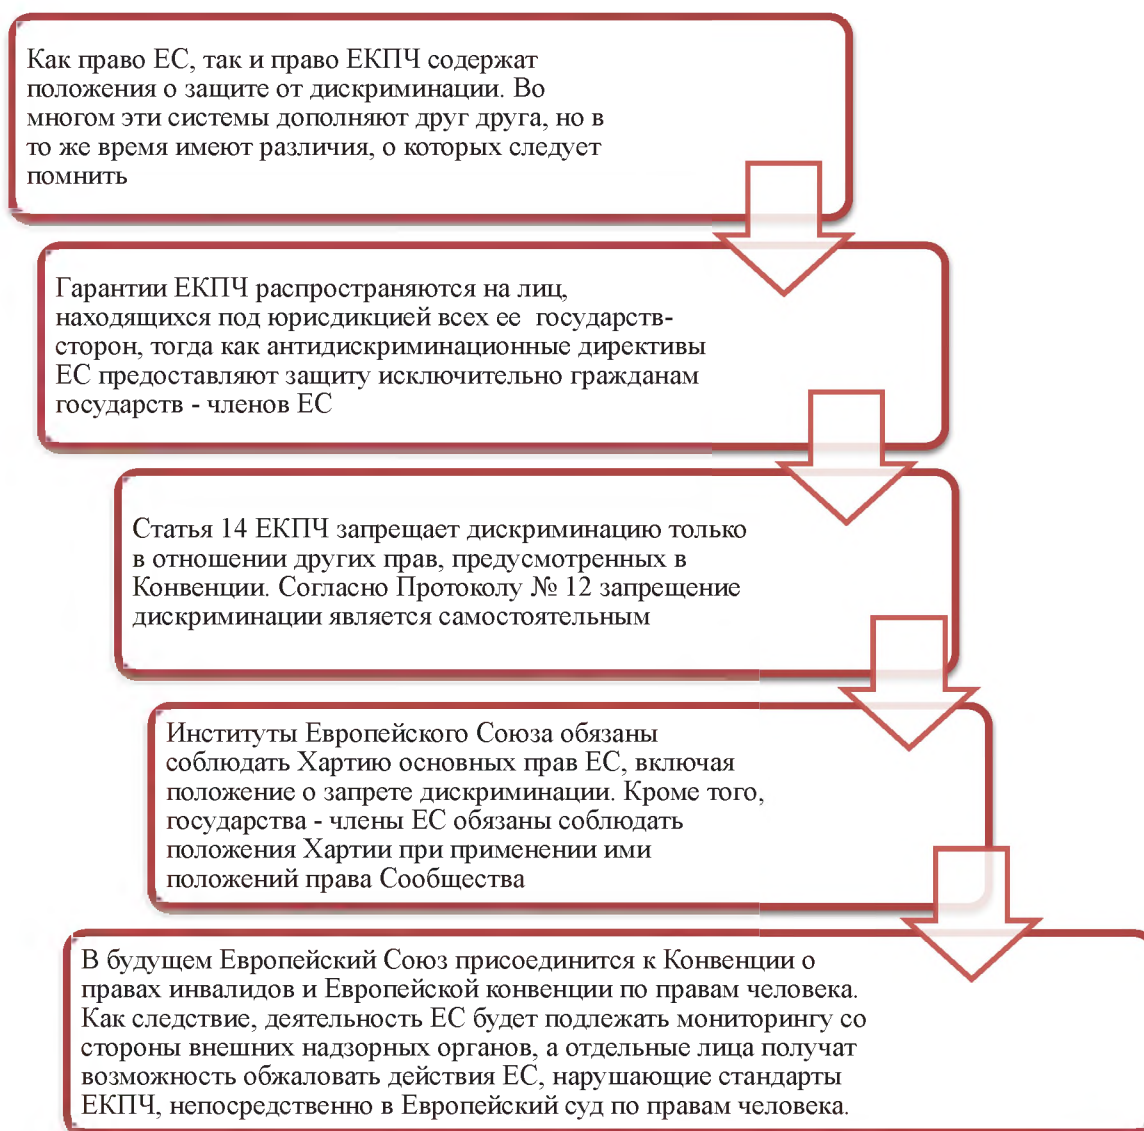 Как право ЕС, так и право ЕКПЧ содержат
положения о защите от дискриминации. Во
многом эти системы дополняют друг друга, но в
то же время имеют различия, о которых следует
помнить
Гарантии ЕКПЧ распространяются на лиц,
находящихся под юрисдикцией всех ее государств-
сторон, тогда как антидискриминационные директивы
ЕС предоставляют защиту исключительно гражданам
государств - членов ЕС
Статья 14 ЕКПЧ запрещает дискриминацию только
в отношении других прав, предусмотренных в
Конвенции. Согласно Протоколу № 12 запрещение
дискриминации является самостоятельным
Институты Европейского Союза обязаны
соблюдать Хартию основных прав ЕС, включая
положение о запрете дискриминации. Кроме того,
государства - члены ЕС обязаны соблюдать
положения Хартии при применении ими
положений права Сообщества
В будущем Европейский Союз присоединится к Конвенции о
правах инвалидов и Европейской конвенции по правам человека.
Как следствие, деятельность ЕС будет подлежать мониторингу со
стороны внешних надзорных органов, а отдельные лица получат
возможность обжаловать действия ЕС, нарушающие стандарты
ЕКПЧ, непосредственно в Европейский суд по правам человека.